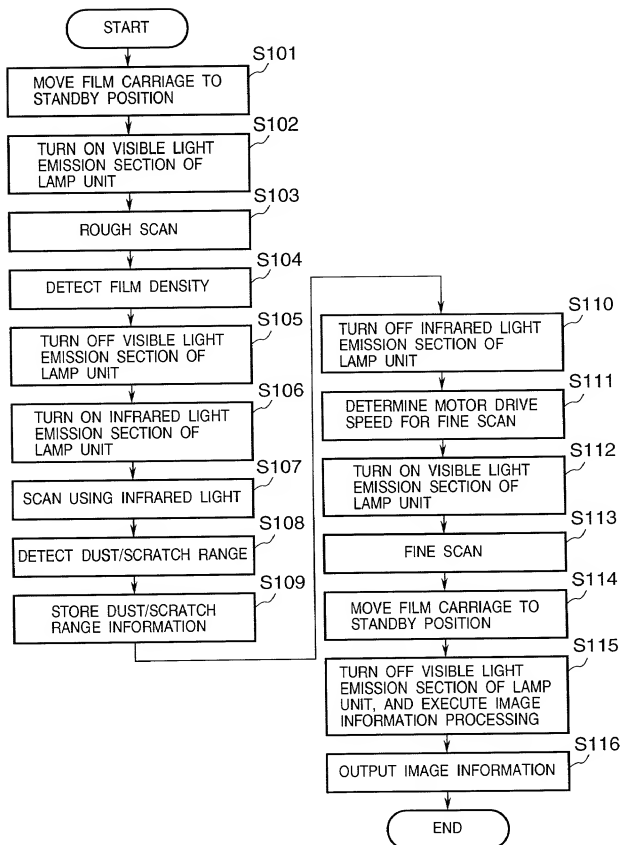 START
S101
MOVE FILM CARRIAGE TO
STANDBY POSITION
S102
TURN ON VISIBLE LIGHT
EMISSION SECTION OF
LAMP UNIT
S103
ROUGH SCAN
S104
DETECT FILM DENSITY
S105
TURN OFF VISIBLE LIGHT
EMISSION SECTION OF
LAMP UNIT
S106
TURN ON INFRARED LIGHT
EMISSION SECTION OF
LAMP UNIT
S107
SCAN USING INFRARED LIGHT
S108
DETECT DUST/SCRATCH RANGE
S109
STORE DUST/SCRATCH
RANGE INFORMATION
S110
TURN OFF INFRARED LIGHT
EMISSION SECTION OF
LAMP UNIT
S111
DETERMINE MOTOR DRIVE
SPEED FOR FINE SCAN
S112
TURN ON VISIBLE LIGHT
EMISSION SECTION OF
LAMP UNIT
S113
FINE SCAN
S114
MOVE FILM CARRIAGE TO
STANDBY POSITION
S115
TURN OFF VISIBLE LIGHT
EMISSION SECTION OF LAMP
UNIT, AND EXECUTE IMAGE
INFORMATION PROCESSING
S116
OUTPUT IMAGE INFORMATION
END